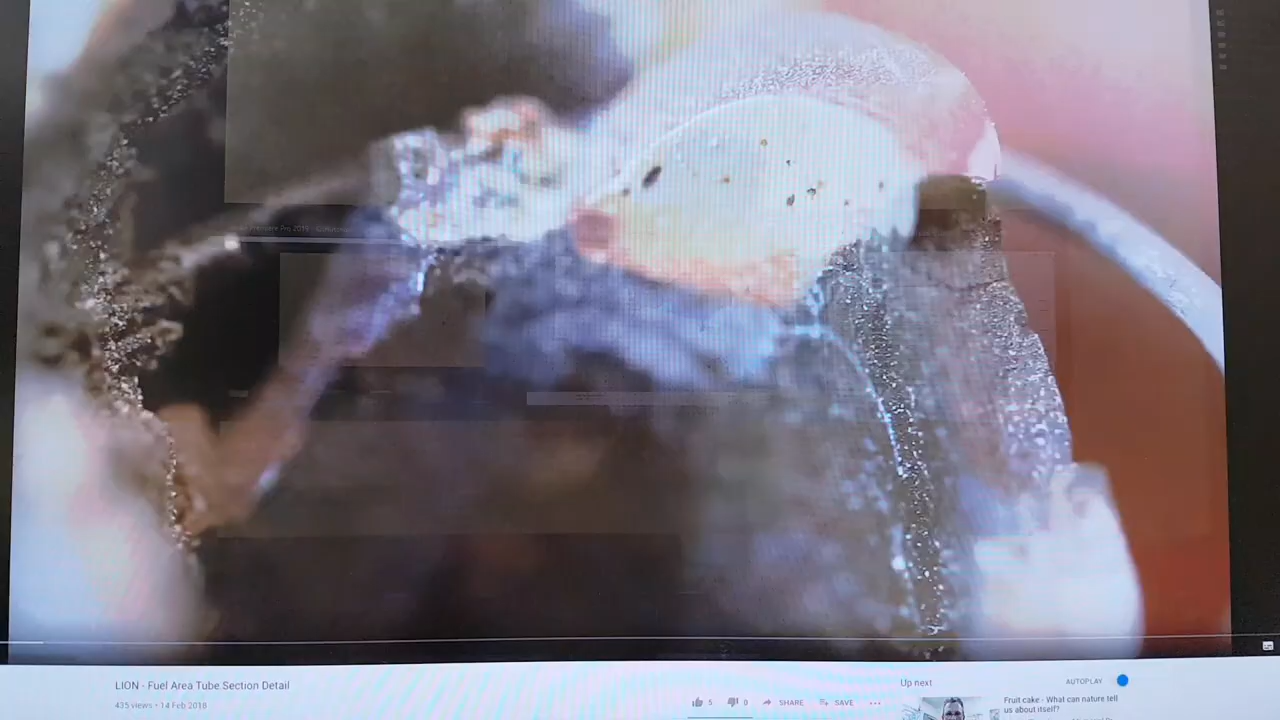 LION - Fuel Area Tube Section Detail
435 views • 14 Feb 2018
5
0
SHARE
SAVE
Up next
AUTOPLAY
Fruit cake - What can nature tell
us about itself?